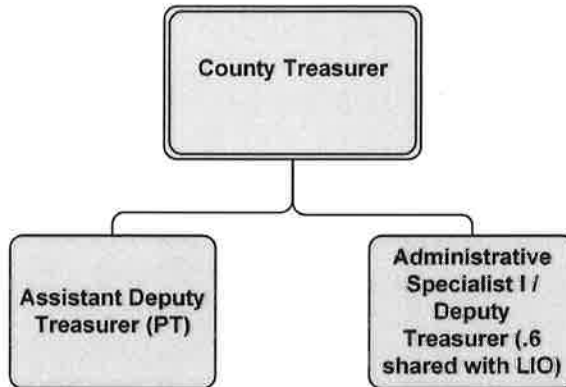 County Treasurer
Assistant Deputy
Treasurer (PT)
Administrative
Specialist I /
Deputy
Treasurer (.6
shared with LIO)